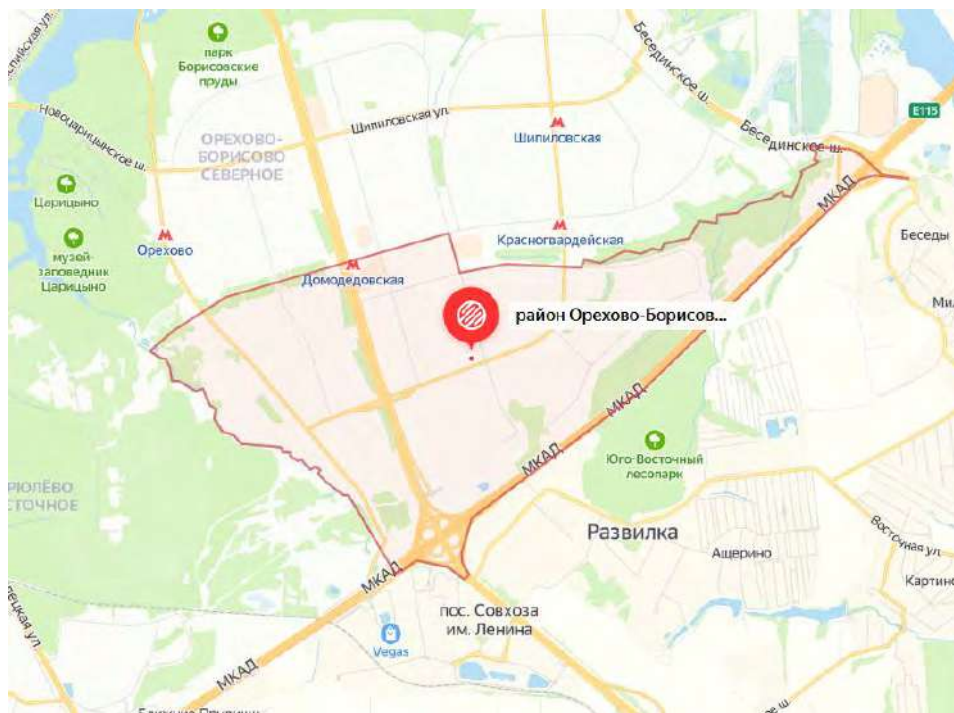 парк
Борисовские
пруды
Бесединское ш.
E115
Новоцарицынское ш.
Шипиловская ул.
ОРЕХОВО-
БОРИСОВО
СЕВЕРНОЕ
Шипиловская
Бесединское ш.
Царицыно
МКАД
Орехово
Красногвардейская
Беседы
музей-
заповедник
Царицыно
Домодедовская
район Орехово-Борисов...
МКАД
МКАД
Юго-Восточный
лесопарк
Развилка
Восточная ул.
Ащерино
МКАД
Картино
пос. Совхоза
им. Ленина
Vegas
МКАД